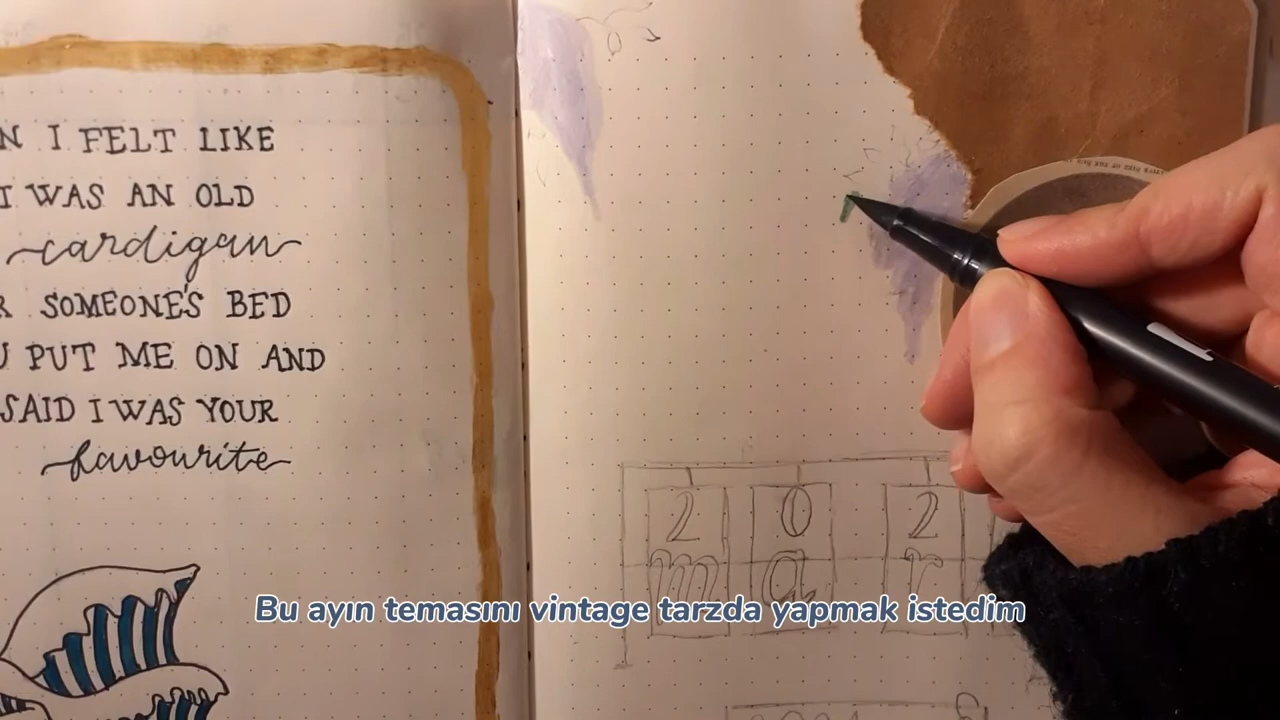 N I FELT LIKE
I WAS AN OLD
cardigan
R SOMEONE'S BED
U PUT ME ON AND
SAID I WAS YOUR
favourite
2 0 2
m a r
Bu ayın temasını vintage tarzda yapmak istedim